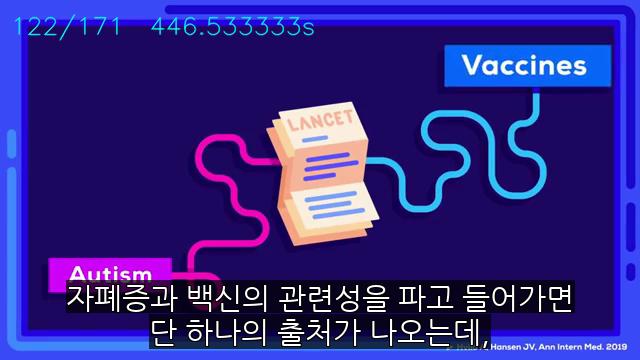 122/171 446.533333s
Vaccines
LANCET
Autism
자폐증과 백신의 관련성을 파고 들어가면
단 하나의 출처가 나오는데,
Hansen JV, Ann Intern Med. 2019